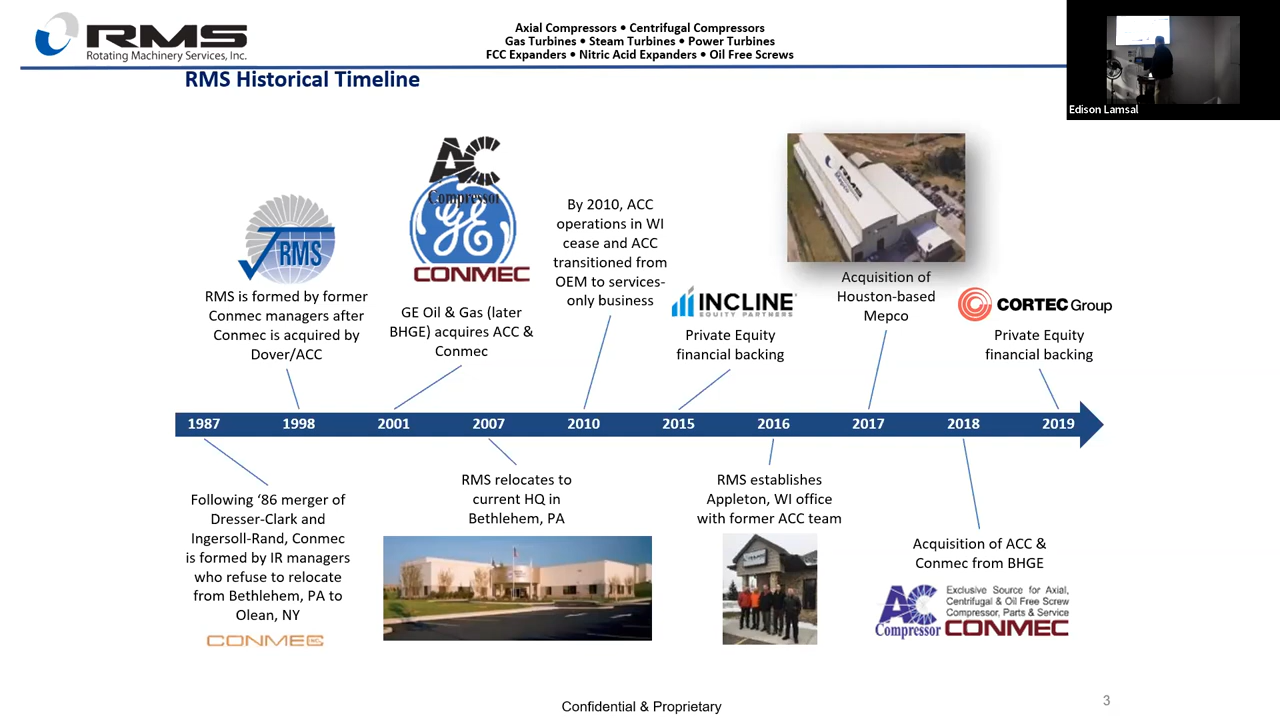 RMS
Rotating Machinery Services, Inc.
Axial Compressors • Centrifugal Compressors
Gas Turbines • Steam Turbines • Power Turbines
FCC Expanders • Nitric Acid Expanders • Oil Free Screws
Edison Lamsal
RMS Historical Timeline
RMS
RMS is formed by former
Conmec managers after
Conmec is acquired by
Dover/ACC
AC
Compressor
GE
CONMEC
GE Oil & Gas (later
BHGE) acquires ACC &
Conmec
By 2010, ACC
operations in WI
cease and ACC
transitioned from
OEM to services-
only business
INCLINE
EQUITY PARTNERS
Private Equity
financial backing
RMS
Mepco
Acquisition of
Houston-based
Mepco
CORTEC Group
Private Equity
financial backing
1987 1998 2001 2007 2010 2015 2016 2017 2018 2019
Following ‘86 merger of
Dresser-Clark and
Ingersoll-Rand, Conmec
is formed by IR managers
who refuse to relocate
from Bethlehem, PA to
Olean, NY
CONMEC
RMS relocates to
current HQ in
Bethlehem, PA
RMS establishes
Appleton, WI office
with former ACC team
Acquisition of ACC &
Conmec from BHGE
AC
Compressor
Exclusive Source for Axial,
Centrifugal & Oil Free Screw
Compressor, Parts & Service
CONMEC
Confidential & Proprietary
3